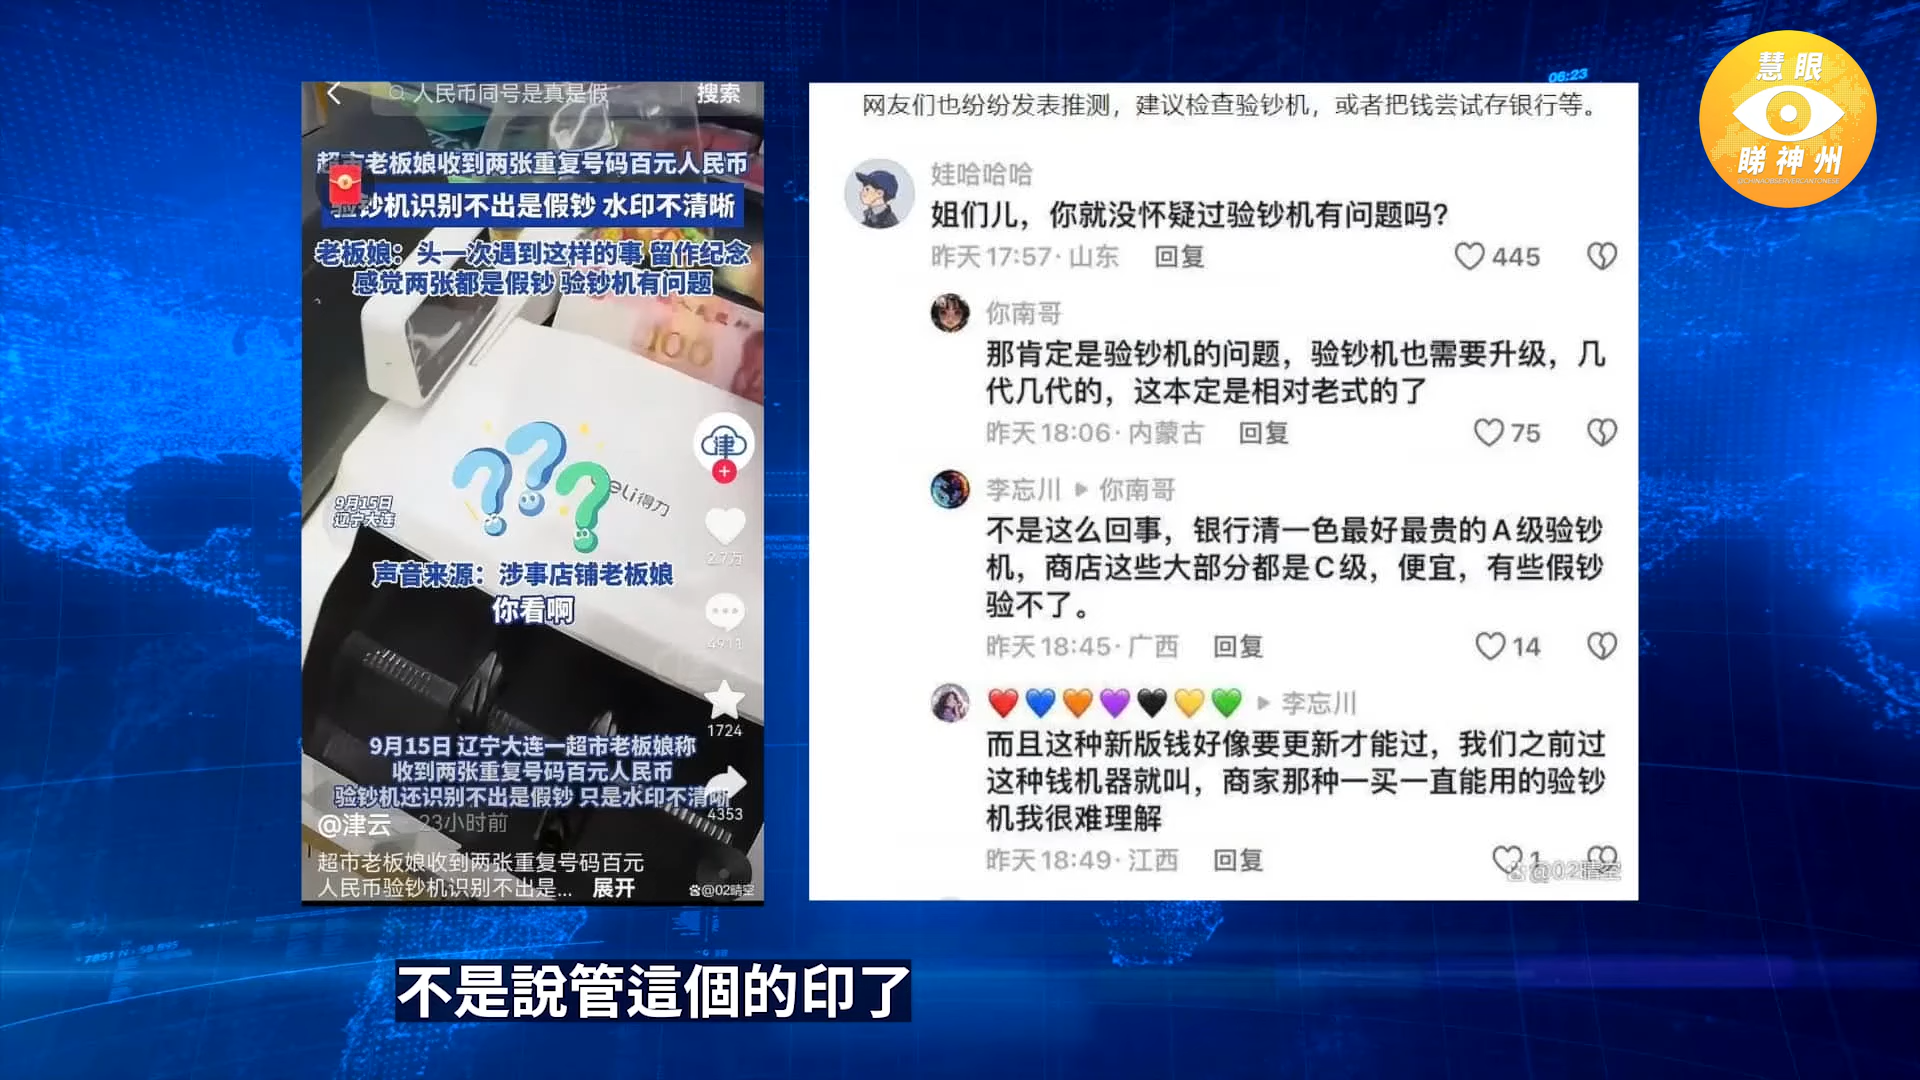 06:23
慧眼
睇神州
人民币同号是真是假
搜索
超市老板娘收到两张重复号码百元人民币
验钞机识别不出是假钞 水印不清晰
老板娘：头一次遇到这样的事 留作纪念
感觉两张都是假钞 验钞机有问题
100
津
deli得力
9月15日
辽宁大连
2.7万
声音来源：涉事店铺老板娘
你看啊
4911
1724
9月15日 辽宁大连一超市老板娘称
收到两张重复号码百元人民币
验钞机还识别不出是假钞 只是水印不清晰
4353
@津云 23小时前
超市老板娘收到两张重复号码百元
人民币验钞机识别不出是... 展开
@02晴空
网友们也纷纷发表推测，建议检查验钞机，或者把钱尝试存银行等。
娃哈哈哈
姐们儿，你就没怀疑过验钞机有问题吗?
昨天 17:57·山东 回复 445
你南哥
那肯定是验钞机的问题，验钞机也需要升级，几
代几代的，这本定是相对老式的了
昨天 18:06·内蒙古 回复 75
李忘川 ▶ 你南哥
不是这么回事，银行清一色最好最贵的A级验钞
机，商店这些大部分都是C级，便宜，有些假钞
验不了。
昨天 18:45·广西 回复 14
❤️💙🧡💜🖤💛💚 ▶ 李忘川
而且这种新版钱好像要更新才能过，我们之前过
这种钱机器就叫，商家那种一买一直能用的验钞
机我很难理解
昨天 18:49·江西 回复 1
@02晴空
不是說管這個的印了